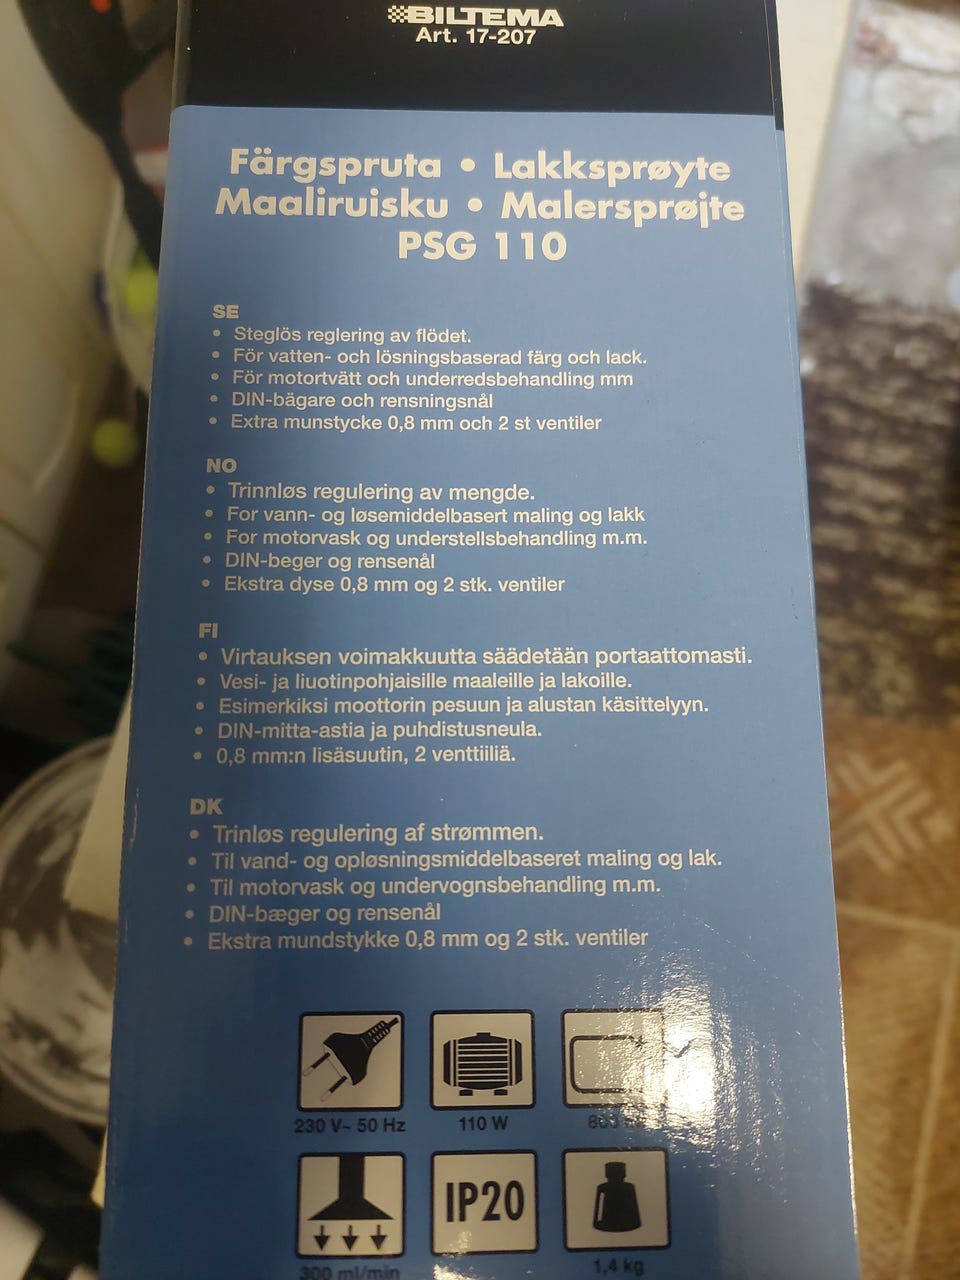 BILTEMA
Art. 17-207
Färgspruta • Lakksprøyte
Maaliruisku • Malersprøjte
PSG 110
SE
• Steglös reglering av flödet.
• För vatten- och lösningsbaserad färg och lack.
• För motortvätt och underredsbehandling mm
• DIN-bägare och rensningsnål
• Extra munstycke 0,8 mm och 2 st ventiler
NO
• Trinnløs regulering av mengde.
• For vann- og løsemiddelbasert maling og lakk
• For motorvask og understellsbehandling m.m.
• DIN-beger og rensenål
• Ekstra dyse 0,8 mm og 2 stk. ventiler
FI
• Virtauksen voimakkuutta säädetään portaattomasti.
• Vesi- ja liuotinpohjaisille maaleille ja lakoille.
• Esimerkiksi moottorin pesuun ja alustan käsittelyyn.
• DIN-mitta-astia ja puhdistusneula.
• 0,8 mm:n lisäsuutin, 2 venttiiliä.
DK
• Trinløs regulering af strømmen.
• Til vand- og opløsningsmiddelbaseret maling og lak.
• Til motorvask og undervognsbehandling m.m.
• DIN-bæger og rensenål
• Ekstra mundstykke 0,8 mm og 2 stk. ventiler
230 V~ 50 Hz
110 W
IP20
300 ml/min
1,4 kg